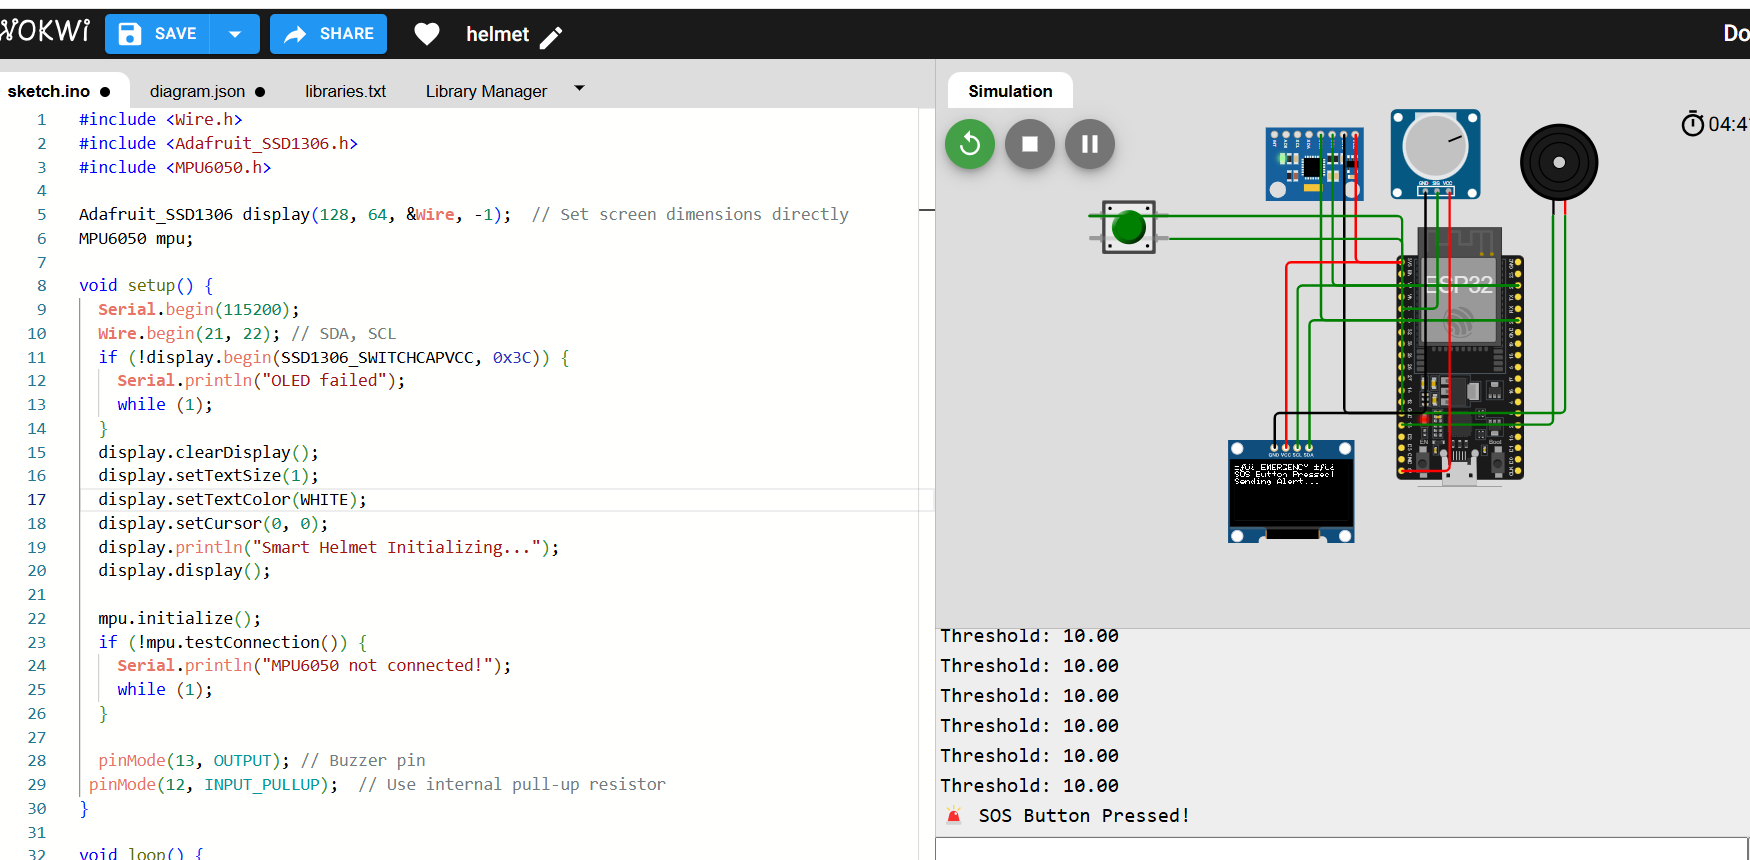 WOKWI SAVE SHARE helmet Do
sketch.ino ● diagram.json ● libraries.txt Library Manager
1 #include <Wire.h>
2 #include <Adafruit_SSD1306.h>
3 #include <MPU6050.h>
4
5 Adafruit_SSD1306 display(128, 64, &Wire, -1);  // Set screen dimensions directly
6 MPU6050 mpu;
7
8 void setup() {
9   Serial.begin(115200);
10   Wire.begin(21, 22); // SDA, SCL
11   if (!display.begin(SSD1306_SWITCHCAPVCC, 0x3C)) {
12     Serial.println("OLED failed");
13     while (1);
14   }
15   display.clearDisplay();
16   display.setTextSize(1);
17   display.setTextColor(WHITE);
18   display.setCursor(0, 0);
19   display.println("Smart Helmet Initializing...");
20   display.display();
21
22   mpu.initialize();
23   if (!mpu.testConnection()) {
24     Serial.println("MPU6050 not connected!");
25     while (1);
26   }
27
28   pinMode(13, OUTPUT); // Buzzer pin
29  pinMode(12, INPUT_PULLUP);  // Use internal pull-up resistor
30 }
31
32 void loop() {
Simulation
04:4
GND SIG VCC
ESP32
GND VCC SCL SDA
EMERGENCY
SOS Button Pressed!
Sending Alert...
Threshold: 10.00
Threshold: 10.00
Threshold: 10.00
Threshold: 10.00
Threshold: 10.00
Threshold: 10.00
🚨 SOS Button Pressed!